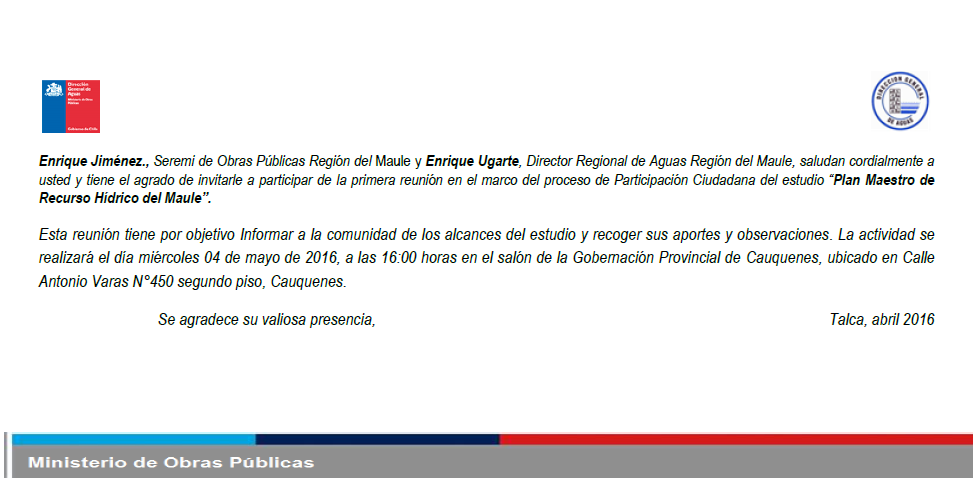 Dirección
General de
Aguas
Gobierno de Chile
DIRECCION GENERAL
DE AGUAS
Enrique Jiménez., Seremi de Obras Públicas Región del Maule y Enrique Ugarte, Director Regional de Aguas Región del Maule, saludan cordialmente a
usted y tiene el agrado de invitarle a participar de la primera reunión en el marco del proceso de Participación Ciudadana del estudio “Plan Maestro de
Recurso Hídrico del Maule”.
Esta reunión tiene por objetivo Informar a la comunidad de los alcances del estudio y recoger sus aportes y observaciones. La actividad se
realizará el día miércoles 04 de mayo de 2016, a las 16:00 horas en el salón de la Gobernación Provincial de Cauquenes, ubicado en Calle
Antonio Varas N°450 segundo piso, Cauquenes.
Se agradece su valiosa presencia, Talca, abril 2016
Ministerio de Obras Públicas